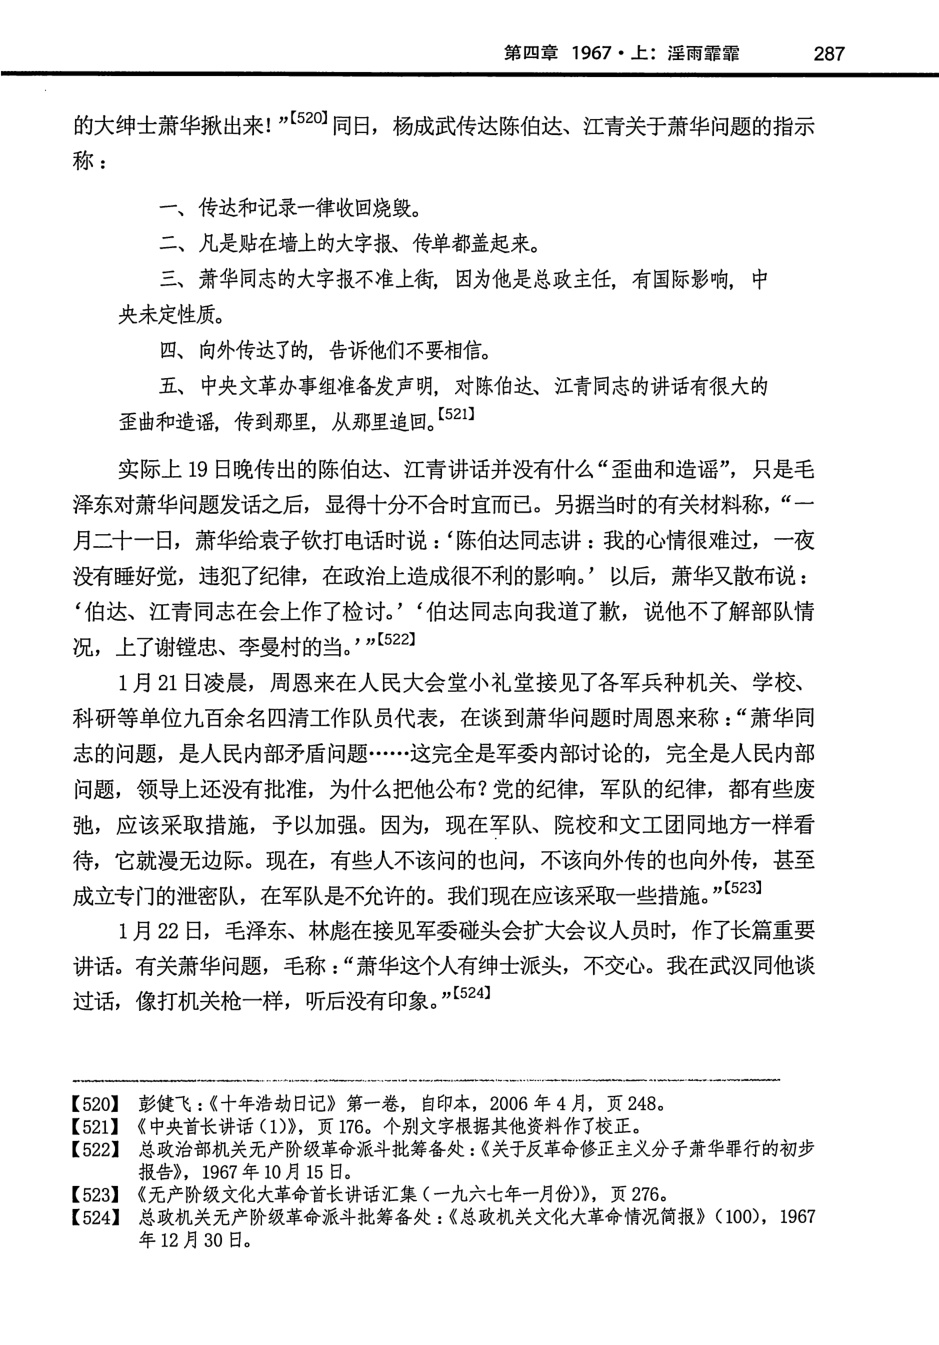 第四章 1967·上：淫雨霏霏 287
的大绅士萧华揪出来！”【520】同日，杨成武传达陈伯达、江青关于萧华问题的指示
称：
一、传达和记录一律收回烧毁。
二、凡是贴在墙上的大字报、传单都盖起来。
三、萧华同志的大字报不准上街，因为他是总政主任，有国际影响，中
央未定性质。
四、向外传达了的，告诉他们不要相信。
五、中央文革办事组准备发声明，对陈伯达、江青同志的讲话有很大的
歪曲和造谣，传到那里，从那里追回。【521】
实际上 19 日晚传出的陈伯达、江青讲话并没有什么“歪曲和造谣”，只是毛
泽东对萧华问题发话之后，显得十分不合时宜而已。另据当时的有关材料称，“一
月二十一日，萧华给袁子钦打电话时说：‘陈伯达同志讲：我的心情很难过，一夜
没有睡好觉，违犯了纪律，在政治上造成很不利的影响。’以后，萧华又散布说：
‘伯达、江青同志在会上作了检讨。’‘伯达同志向我道了歉，说他不了解部队情
况，上了谢镗忠、李曼村的当。’”【522】
1 月 21 日凌晨，周恩来在人民大会堂小礼堂接见了各军兵种机关、学校、
科研等单位九百余名四清工作队员代表，在谈到萧华问题时周恩来称：“萧华同
志的问题，是人民内部矛盾问题……这完全是军委内部讨论的，完全是人民内部
问题，领导上还没有批准，为什么把他公布？党的纪律，军队的纪律，都有些废
弛，应该采取措施，予以加强。因为，现在军队、院校和文工团同地方一样看
待，它就漫无边际。现在，有些人不该问的也问，不该向外传的也向外传，甚至
成立专门的泄密队，在军队是不允许的。我们现在应该采取一些措施。”【523】
1 月 22 日，毛泽东、林彪在接见军委碰头会扩大会议人员时，作了长篇重要
讲话。有关萧华问题，毛称：“萧华这个人有绅士派头，不交心。我在武汉同他谈
过话，像打机关枪一样，听后没有印象。”【524】
【520】 彭健飞：《十年浩劫日记》第一卷，自印本，2006 年 4 月，页 248。
【521】 《中央首长讲话（1）》，页 176。个别文字根据其他资料作了校正。
【522】 总政治部机关无产阶级革命派斗批筹备处：《关于反革命修正主义分子萧华罪行的初步
报告》，1967 年 10 月 15 日。
【523】 《无产阶级文化大革命首长讲话汇集（一九六七年一月份）》，页 276。
【524】 总政机关无产阶级革命派斗批筹备处：《总政机关文化大革命情况简报》（100），1967
年 12 月 30 日。